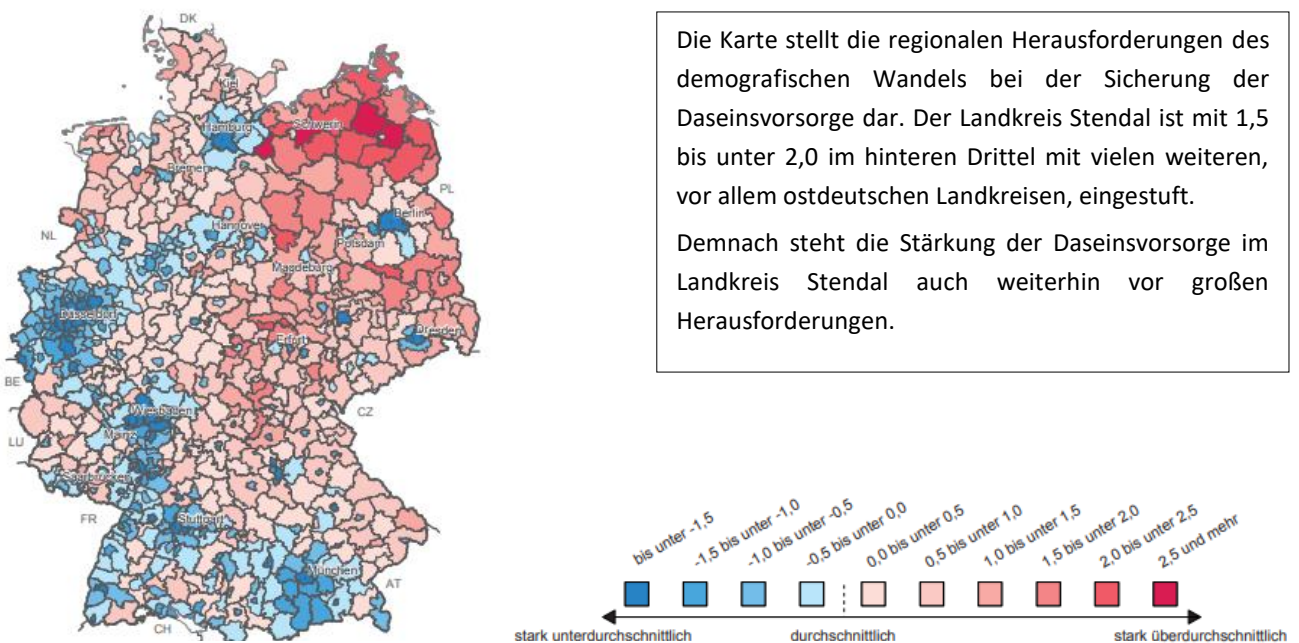 DK
Kiel
Hamburg
Schwerin
Bremen
PL
Berlin
Hannover
Potsdam
NL
Magdeburg
Düsseldorf
Dresden
Erfurt
BE
Wiesbaden
CZ
Mainz
LU
Saarbrücken
FR
Stuttgart
München
AT
CH
Die Karte stellt die regionalen Herausforderungen des
demografischen Wandels bei der Sicherung der
Daseinsvorsorge dar. Der Landkreis Stendal ist mit 1,5
bis unter 2,0 im hinteren Drittel mit vielen weiteren,
vor allem ostdeutschen Landkreisen, eingestuft.
Demnach steht die Stärkung der Daseinsvorsorge im
Landkreis Stendal auch weiterhin vor großen
Herausforderungen.
bis unter -1,5
-1,5 bis unter -1,0
-1,0 bis unter -0,5
-0,5 bis unter 0,0
0,0 bis unter 0,5
0,5 bis unter 1,0
1,0 bis unter 1,5
1,5 bis unter 2,0
2,0 bis unter 2,5
2,5 und mehr
stark unterdurchschnittlich
durchschnittlich
stark überdurchschnittlich